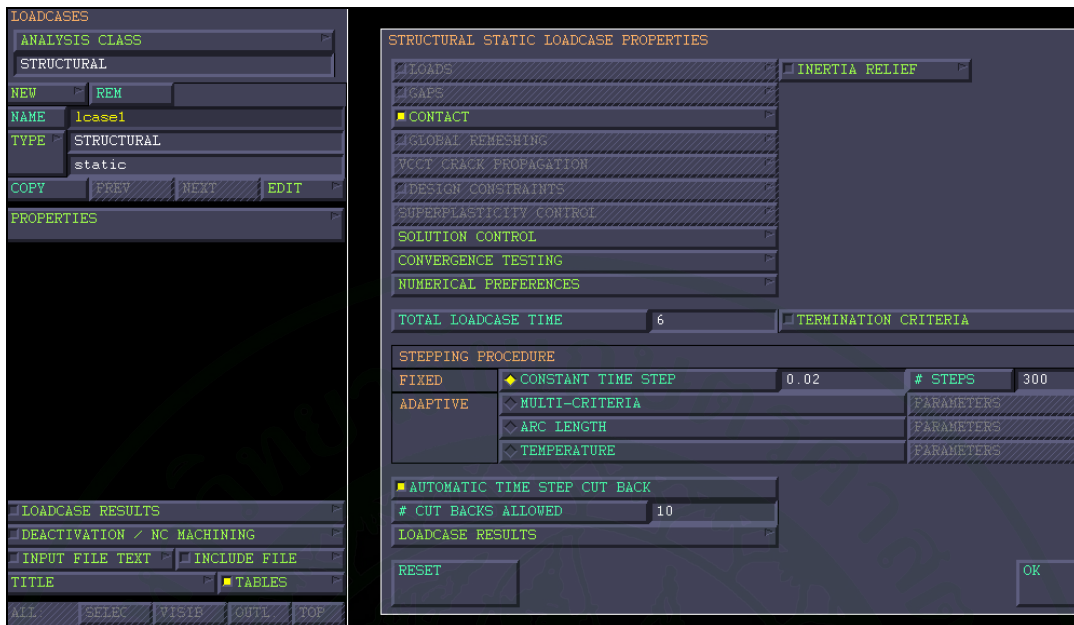 LOADCASES
ANALYSIS CLASS
STRUCTURAL
NEW REM
NAME lcase1
TYPE STRUCTURAL
static
COPY PREV NEXT EDIT
PROPERTIES
LOADCASE RESULTS
DEACTIVATION / NC MACHINING
INPUT FILE TEXT INCLUDE FILE
TITLE TABLES
ALL: SELEC VISIB OUTL TOP
STRUCTURAL STATIC LOADCASE PROPERTIES
LOADS INERTIA RELIEF
GAPS
CONTACT
GLOBAL REMESHING
VCCT CRACK PROPAGATION
DESIGN CONSTRAINTS
SUPERPLASTICITY CONTROL
SOLUTION CONTROL
CONVERGENCE TESTING
NUMERICAL PREFERENCES
TOTAL LOADCASE TIME 6 TERMINATION CRITERIA
STEPPING PROCEDURE
FIXED CONSTANT TIME STEP 0.02 # STEPS 300
ADAPTIVE MULTI-CRITERIA PARAMETERS
ARC LENGTH PARAMETERS
TEMPERATURE PARAMETERS
AUTOMATIC TIME STEP CUT BACK
# CUT BACKS ALLOWED 10
LOADCASE RESULTS
RESET OK